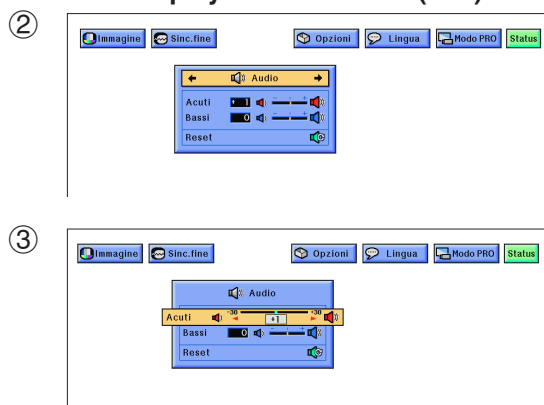 ②
Immagine Sinc.fine Opzioni Lingua Modo PRO Status
Audio
Acuti + 1 - +
Bassi 0 - +
Reset
③
Immagine Sinc.fine Opzioni Lingua Modo PRO Status
Audio
Acuti -30 +1 +30
Bassi 0 - +
Reset